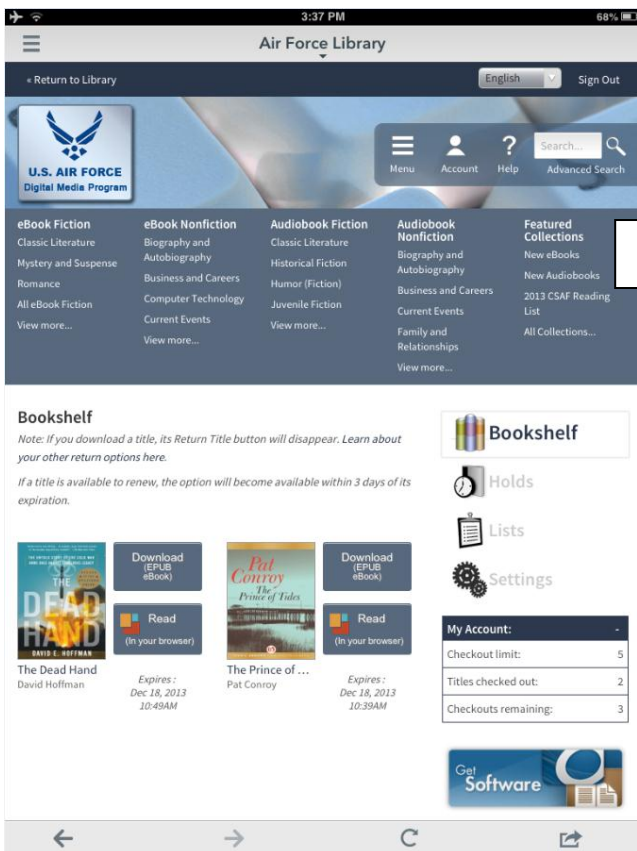 3:37 PM
68%
Air Force Library
« Return to Library
English
Sign Out
U.S. AIR FORCE
Digital Media Program
Menu
Account
Help
Search...
Advanced Search
eBook Fiction
Classic Literature
Mystery and Suspense
Romance
All eBook Fiction
View more...
eBook Nonfiction
Biography and
Autobiography
Business and Careers
Computer Technology
Current Events
View more...
Audiobook Fiction
Classic Literature
Historical Fiction
Humor (Fiction)
Juvenile Fiction
View more...
Audiobook
Nonfiction
Biography and
Autobiography
Business and Careers
Current Events
Family and
Relationships
View more...
Featured
Collections
New eBooks
New Audiobooks
2013 CSAF Reading
List
All Collections...
Bookshelf
Note: If you download a title, its Return Title button will disappear. Learn about
your other return options here.
If a title is available to renew, the option will become available within 3 days of its
expiration.
THE
DEAD
HAND
DAVID E. HOFFMAN
Download
(EPUB
eBook)
Read
(In your browser)
The Dead Hand
David Hoffman
Expires :
Dec 18, 2013
10:49AM
Pat
Conroy
The
Prince of Tides
Download
(EPUB
eBook)
Read
(In your browser)
The Prince of ...
Pat Conroy
Expires :
Dec 18, 2013
10:39AM
Bookshelf
Holds
Lists
Settings
My Account: -
Checkout limit: 5
Titles checked out: 2
Checkouts remaining: 3
Get
Software